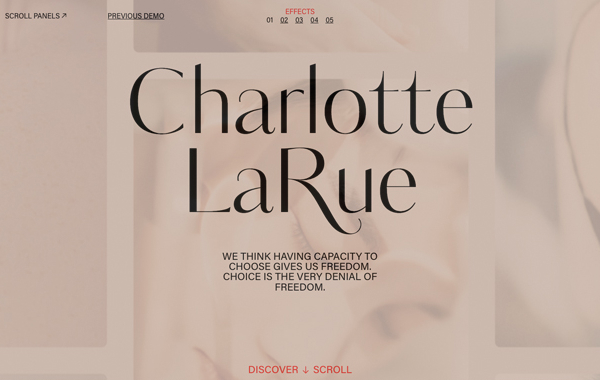 SCROLL PANELS ↗
PREVIOUS DEMO
EFFECTS
01 02 03 04 05
Charlotte
LaRue
WE THINK HAVING CAPACITY TO
CHOOSE GIVES US FREEDOM.
CHOICE IS THE VERY DENIAL OF
FREEDOM.
DISCOVER ↓ SCROLL